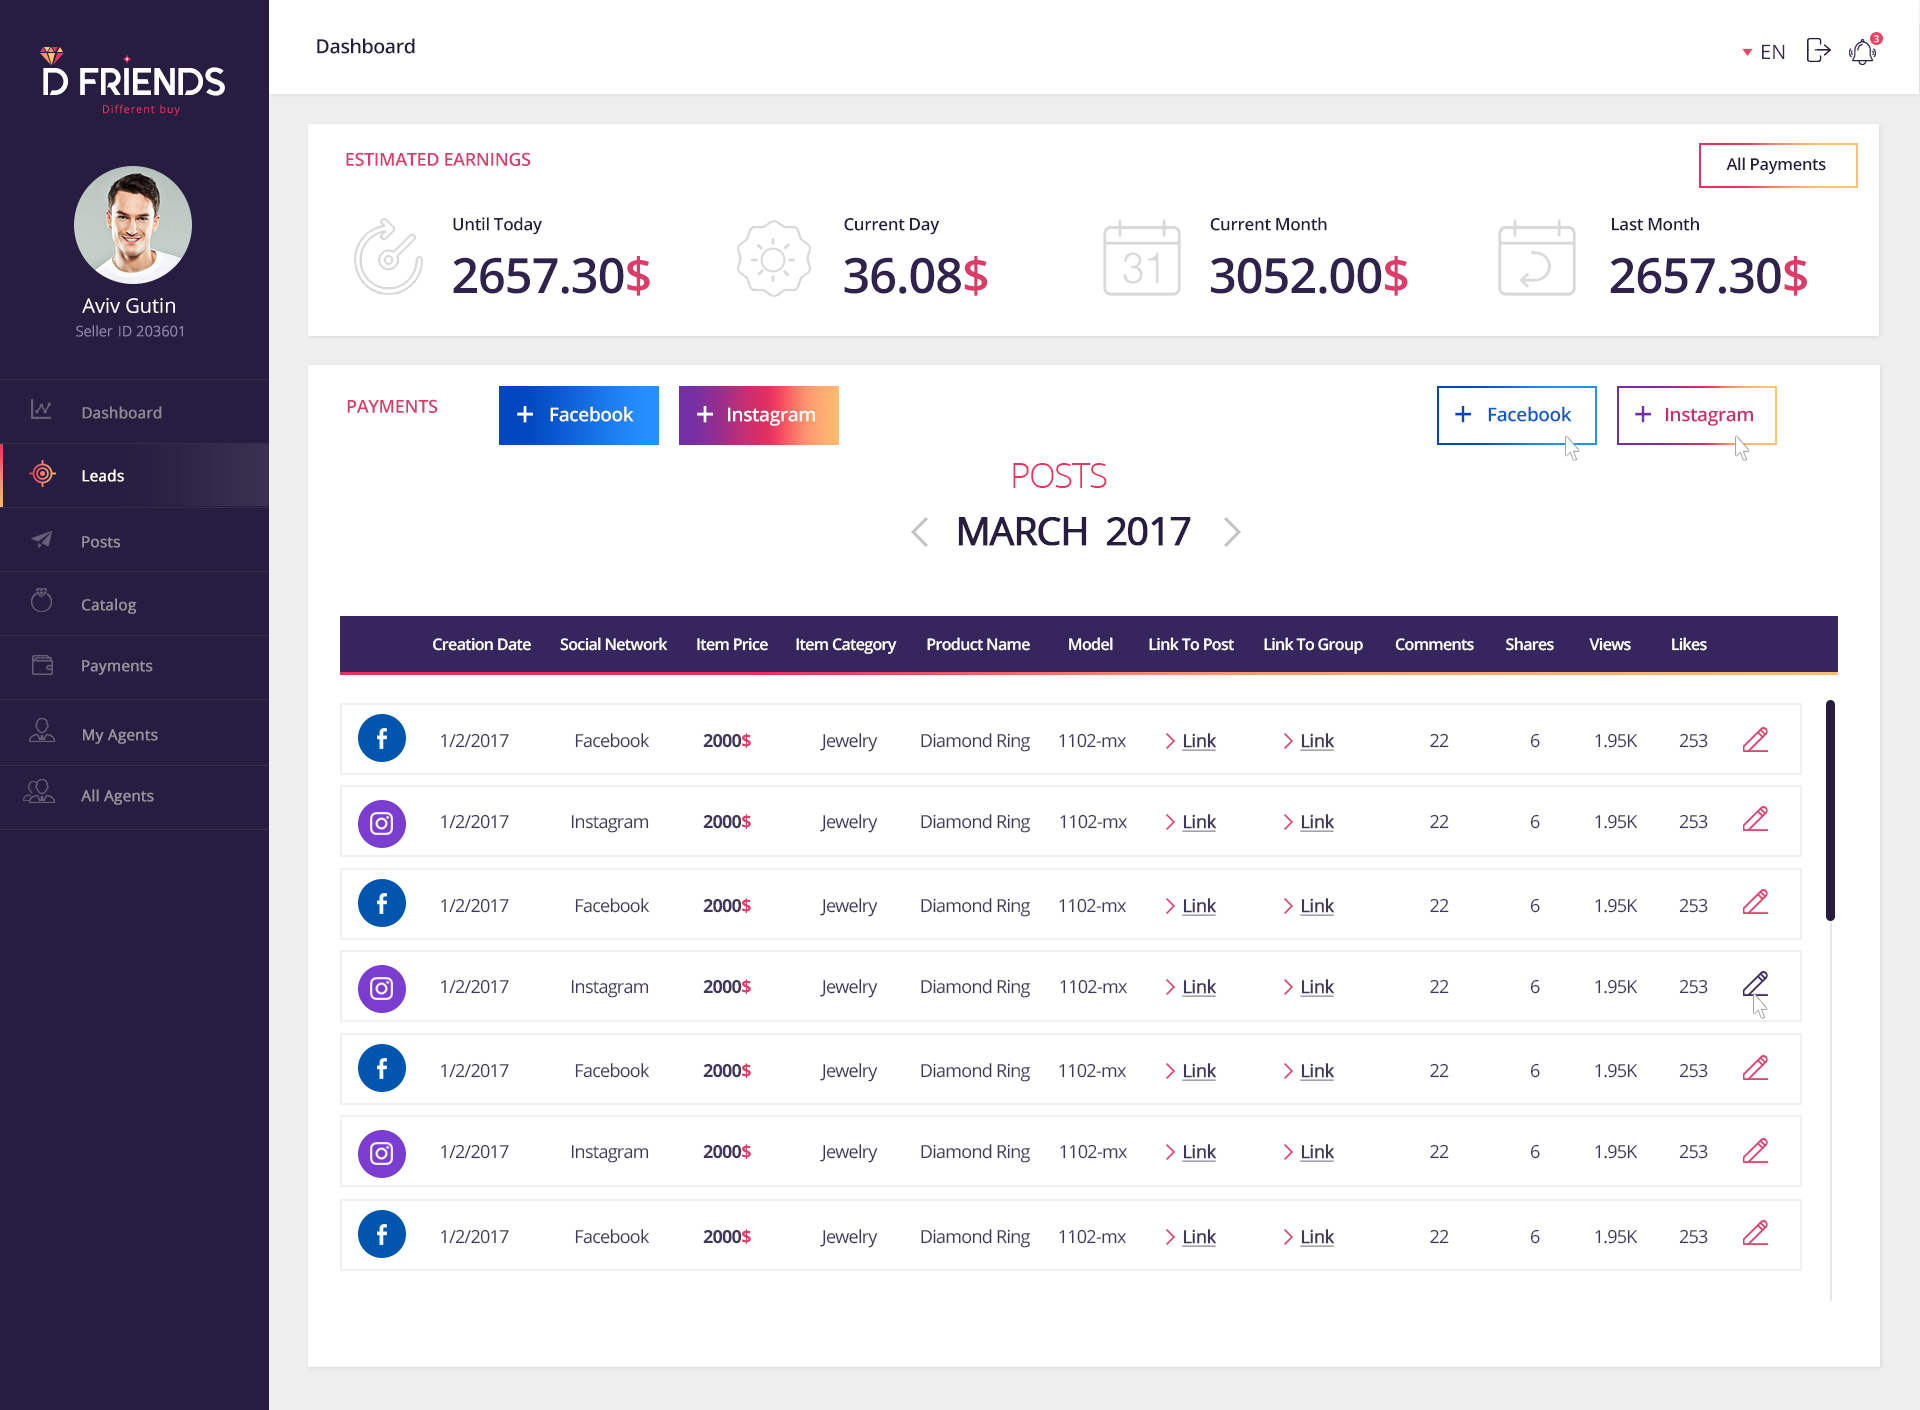 D FRIENDS
Different buy
Aviv Gutin
Seller ID 203601
Dashboard
Leads
Posts
Catalog
Payments
My Agents
All Agents
Dashboard
EN
3
ESTIMATED EARNINGS
All Payments
Until Today
2657.30$
Current Day
36.08$
31
Current Month
3052.00$
Last Month
2657.30$
PAYMENTS
+ Facebook
+ Instagram
+ Facebook
+ Instagram
POSTS
MARCH 2017
Creation Date Social Network Item Price Item Category Product Name Model Link To Post Link To Group Comments Shares Views Likes
1/2/2017 Facebook 2000$ Jewelry Diamond Ring 1102-mx Link Link 22 6 1.95K 253
1/2/2017 Instagram 2000$ Jewelry Diamond Ring 1102-mx Link Link 22 6 1.95K 253
1/2/2017 Facebook 2000$ Jewelry Diamond Ring 1102-mx Link Link 22 6 1.95K 253
1/2/2017 Instagram 2000$ Jewelry Diamond Ring 1102-mx Link Link 22 6 1.95K 253
1/2/2017 Facebook 2000$ Jewelry Diamond Ring 1102-mx Link Link 22 6 1.95K 253
1/2/2017 Instagram 2000$ Jewelry Diamond Ring 1102-mx Link Link 22 6 1.95K 253
1/2/2017 Facebook 2000$ Jewelry Diamond Ring 1102-mx Link Link 22 6 1.95K 253